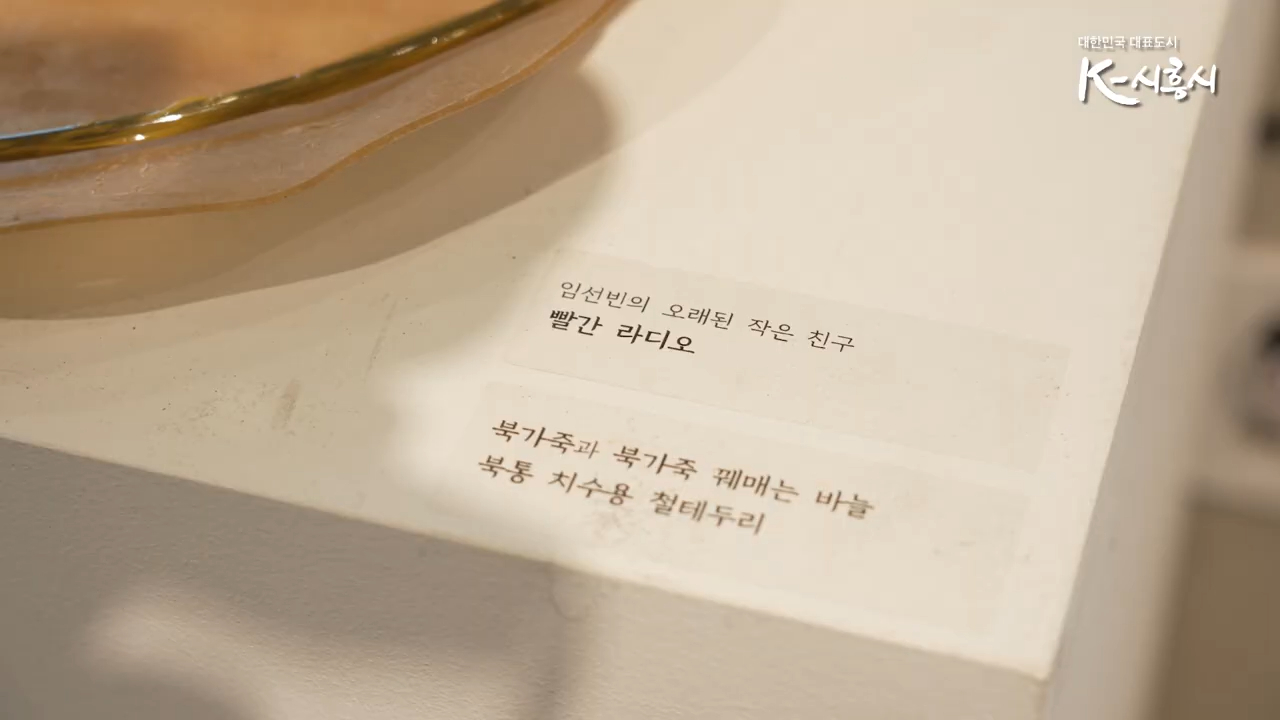 대한민국 대표도시
K-시흥시
임선빈의 오래된 작은 친구
빨간 라디오
북가죽과 북가죽 꿰매는 바늘
북통 치수용 철테두리